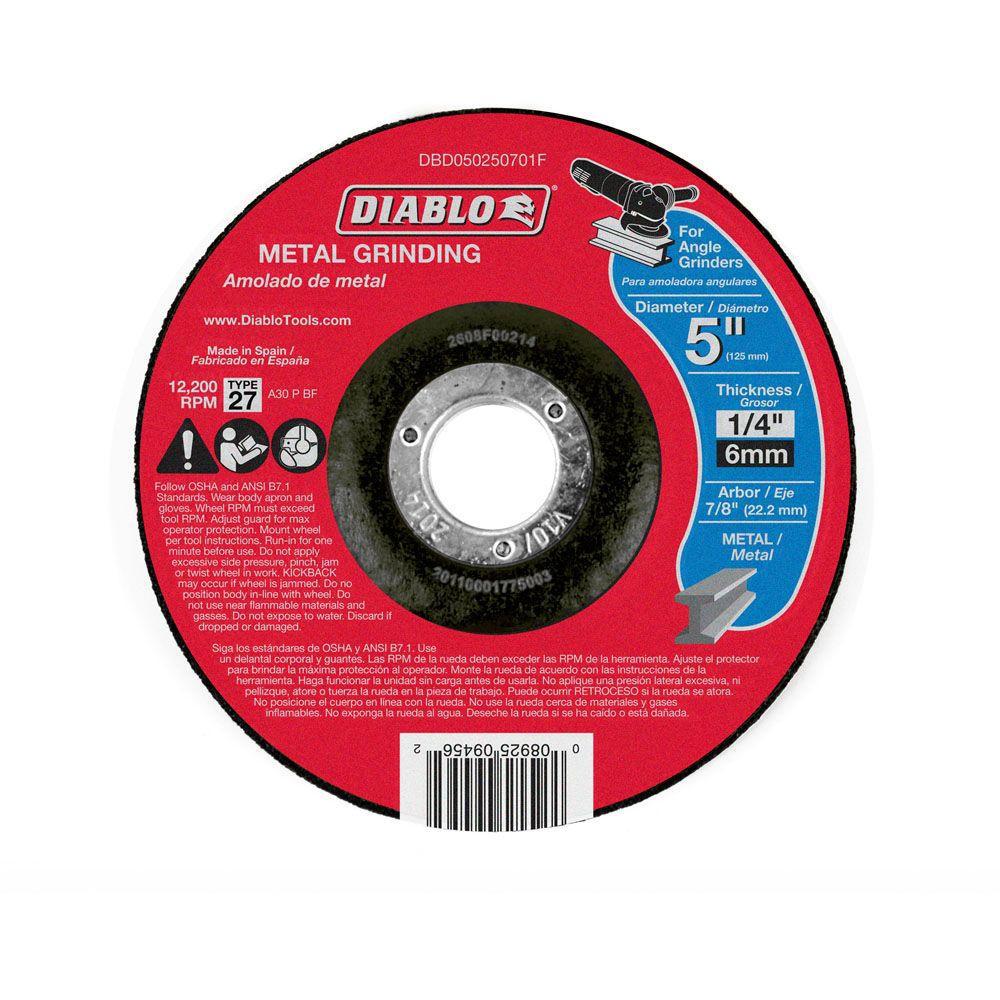 DBD050250701F
DIABLO
METAL GRINDING
Amolado de metal
www.DiabloTools.com
Made in Spain /
Fabricado en España
12,200
RPM
TYPE
27
A30 P BF
For
Angle
Grinders
Para amoladora angulares
Diameter / Diámetro
5"
(125 mm)
Thickness /
Grosor
1/4"
6mm
Arbor / Eje
7/8" (22.2 mm)
METAL /
Metal
2608F00214
V10/
2014
20110001775003
Follow OSHA and ANSI B7.1
Standards. Wear body apron and
gloves. Wheel RPM must exceed
tool RPM. Adjust guard for max
operator protection. Mount wheel
per tool instructions. Run-in for one
minute before use. Do not apply
excessive side pressure, pinch, jam
or twist wheel in work. KICKBACK
may occur if wheel is jammed. Do no
position body in-line with wheel. Do
not use near flammable materials and
gasses. Do not expose to water. Discard if
dropped or damaged.
Siga los estándares de OSHA y ANSI B7.1. Use
un delantal corporal y guantes. Las RPM de la rueda deben exceder las RPM de la herramienta. Ajuste el protector
para brindar la máxima protección al operador. Monte la rueda de acuerdo con las instrucciones de la
herramienta. Haga funcionar la unidad sin carga antes de usarla. No aplique una presión lateral excesiva, ni
pellizque, atore o tuerza la rueda en la pieza de trabajo. Puede ocurrir RETROCESO si la rueda se atora.
No posicione el cuerpo en línea con la rueda. No use la rueda cerca de materiales y gases
inflamables. No exponga la rueda al agua. Deseche la rueda si se ha caído o está dañada.
0 08925 09456 2